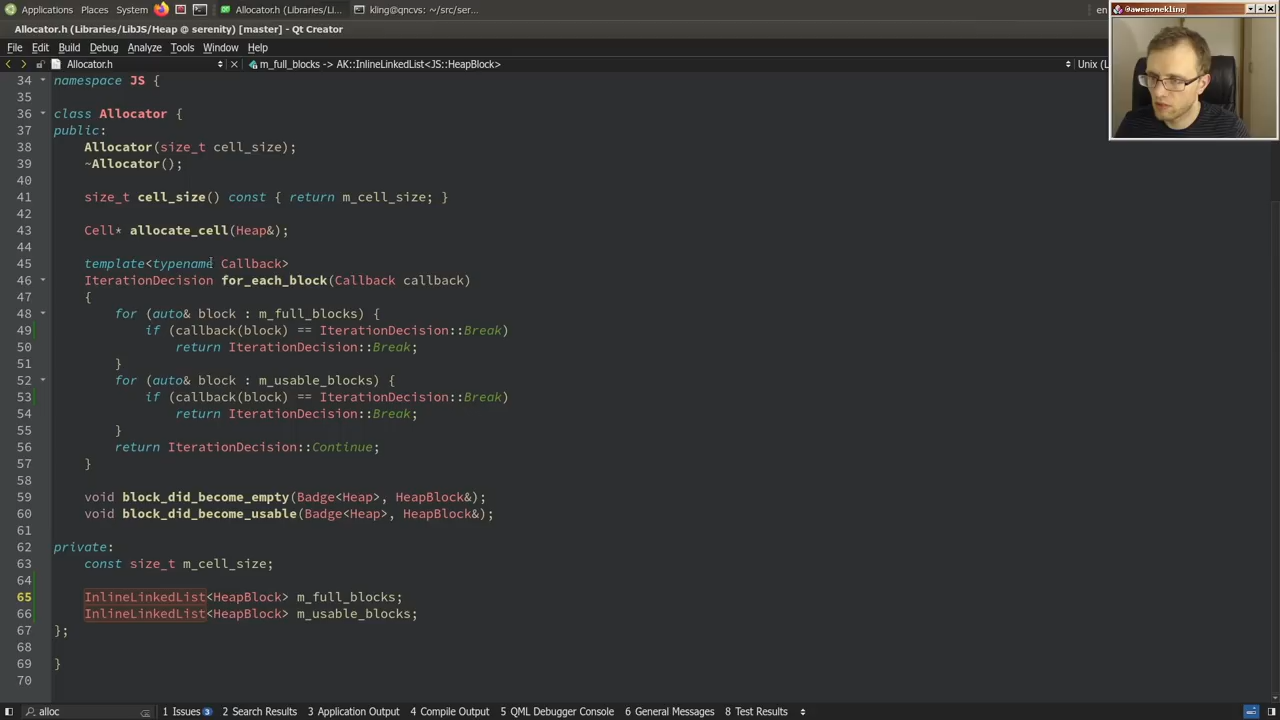 Applications Places System Allocator.h (Libraries/LibJS/... kling@qncvs: ~/src/ser... en @awesomekling
Allocator.h (Libraries/LibJS/Heap @ serenity) [master] - Qt Creator
File Edit Build Debug Analyze Tools Window Help
Allocator.h m_full_blocks -> AK::InlineLinkedList<JS::HeapBlock> Unix (L
34 namespace JS {
35
36 class Allocator {
37 public:
38 Allocator(size_t cell_size);
39 ~Allocator();
40
41 size_t cell_size() const { return m_cell_size; }
42
43 Cell* allocate_cell(Heap&);
44
45 template<typename Callback>
46 IterationDecision for_each_block(Callback callback)
47 {
48 for (auto& block : m_full_blocks) {
49 if (callback(block) == IterationDecision::Break)
50 return IterationDecision::Break;
51 }
52 for (auto& block : m_usable_blocks) {
53 if (callback(block) == IterationDecision::Break)
54 return IterationDecision::Break;
55 }
56 return IterationDecision::Continue;
57 }
58
59 void block_did_become_empty(Badge<Heap>, HeapBlock&);
60 void block_did_become_usable(Badge<Heap>, HeapBlock&);
61
62 private:
63 const size_t m_cell_size;
64
65 InlineLinkedList<HeapBlock> m_full_blocks;
66 InlineLinkedList<HeapBlock> m_usable_blocks;
67 };
68
69 }
70
alloc 1 Issues 3 2 Search Results 3 Application Output 4 Compile Output 5 QML Debugger Console 6 General Messages 8 Test Results